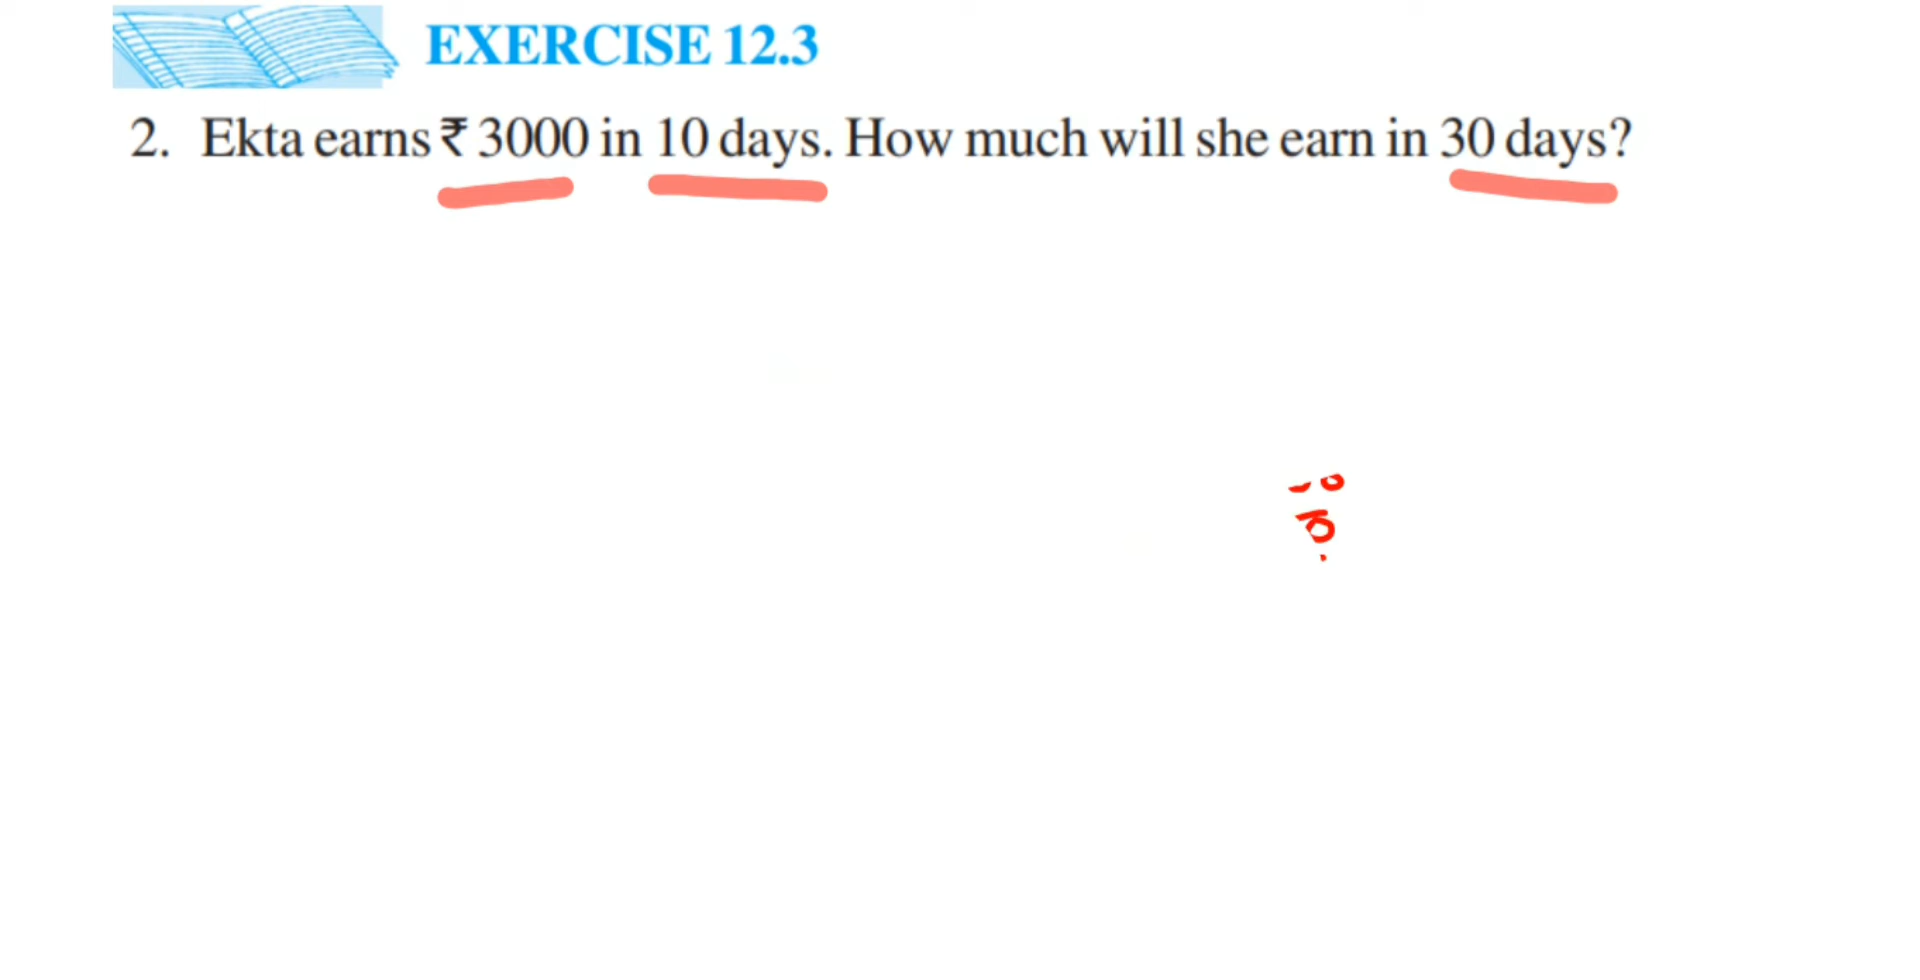 EXERCISE 12.3
2. Ekta earns ₹ 3000 in 10 days. How much will she earn in 30 days?